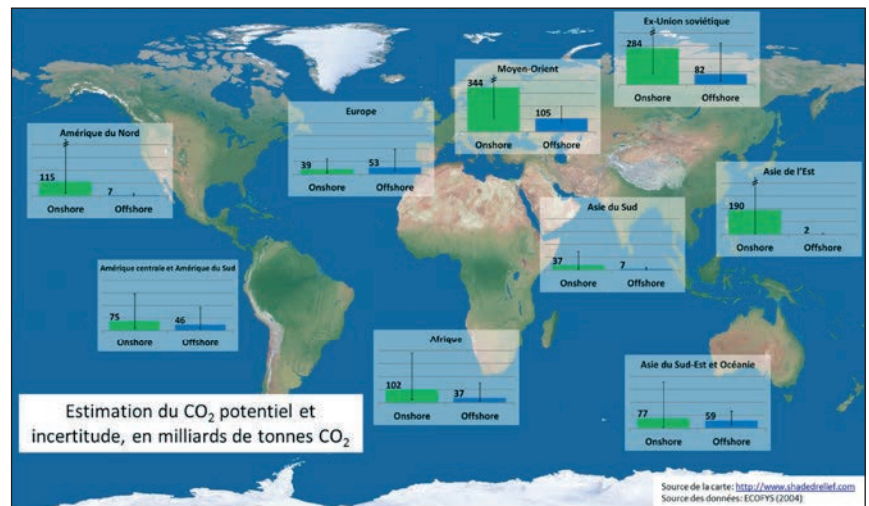 Ex-Union soviétique
284
82
Onshore Offshore
Moyen-Orient
344
105
Onshore Offshore
Europe
39
53
Onshore Offshore
Amérique du Nord
115
7
Onshore Offshore
Asie de l'Est
190
2
Onshore Offshore
Asie du Sud
37
7
Onshore Offshore
Amérique centrale et Amérique du Sud
75
46
Onshore Offshore
Afrique
102
37
Onshore Offshore
Asie du Sud-Est et Océanie
77
59
Onshore Offshore
Estimation du CO₂ potentiel et
incertitude, en milliards de tonnes CO₂
Source de la carte: http://www.shadedrelief.com
Source des données: ECOFYS (2004)